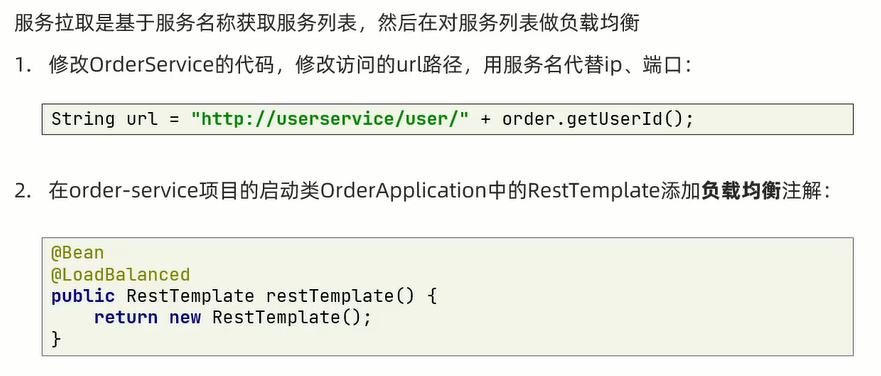 服务拉取是基于服务名称获取服务列表，然后在对服务列表做负载均衡
1. 修改OrderService的代码，修改访问的url路径，用服务名代替ip、端口：
String url = "http://userservice/user/" + order.getUserId();
2. 在order-service项目的启动类OrderApplication中的RestTemplate添加负载均衡注解：
@Bean
@LoadBalanced
public RestTemplate restTemplate() {
    return new RestTemplate();
}